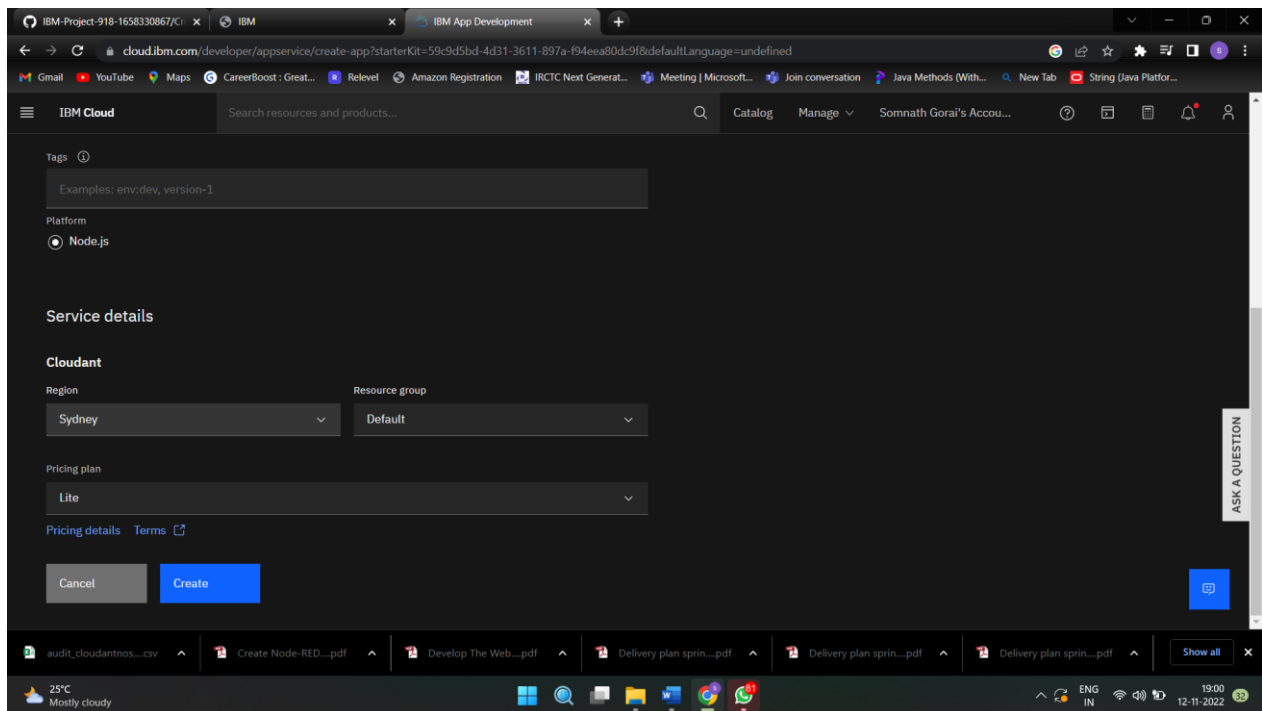 IBM-Project-918-1658330867/Cr
IBM
IBM App Development
cloud.ibm.com/developer/appservice/create-app?starterKit=59c9d5bd-4d31-3611-897a-f94eea80dc9f&defaultLanguage=undefined
Gmail YouTube Maps CareerBoost : Great... Relevel Amazon Registration IRCTC Next Generat... Meeting | Microsoft... Join conversation Java Methods (With... New Tab String (Java Platfor...
IBM Cloud Search resources and products... Catalog Manage Somnath Gorai's Accou...
Tags
Examples: env:dev, version-1
Platform
Node.js
Service details
Cloudant
Region Resource group
Sydney Default
Pricing plan
Lite
Pricing details Terms
Cancel Create
ASK A QUESTION
audit_cloudantnos....csv Create Node-RED....pdf Develop The Web....pdf Delivery plan sprin....pdf Delivery plan sprin....pdf Delivery plan sprin....pdf Show all
25°C
Mostly cloudy
81
ENG
IN
19:00
12-11-2022
32